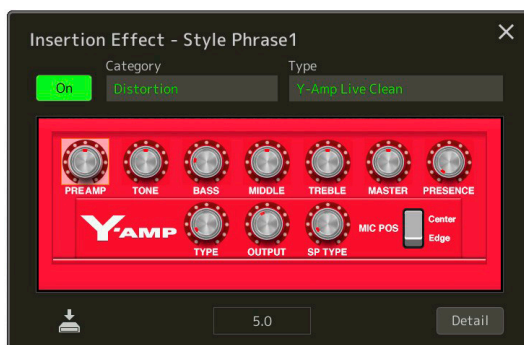 Insertion Effect - Style Phrase1
Category
Type
On
Distortion
Y-Amp Live Clean
PREAMP TONE BASS MIDDLE TREBLE MASTER PRESENCE
Y-AMP
TYPE OUTPUT SP TYPE
MIC POS
Center
Edge
5.0
Detail